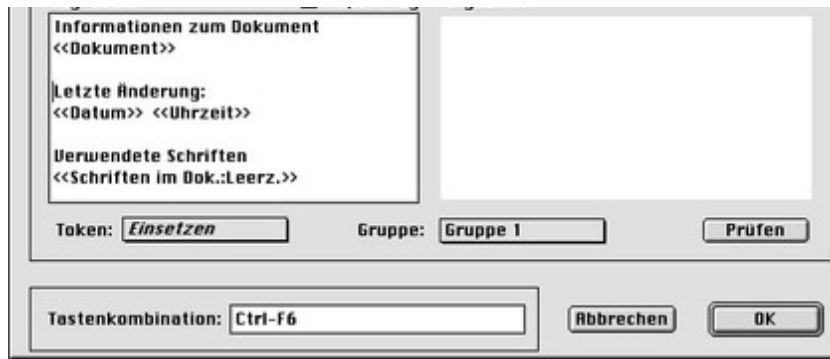 Informationen zum Dokument
<<Dokument>>
Letzte Änderung:
<<Datum>> <<Uhrzeit>>
Verwendete Schriften
<<Schriften im Dok.:Leerz.>>
Token: Einsetzen Gruppe: Gruppe 1 Prüfen
Tastenkombination: Ctrl-F6 Abbrechen OK